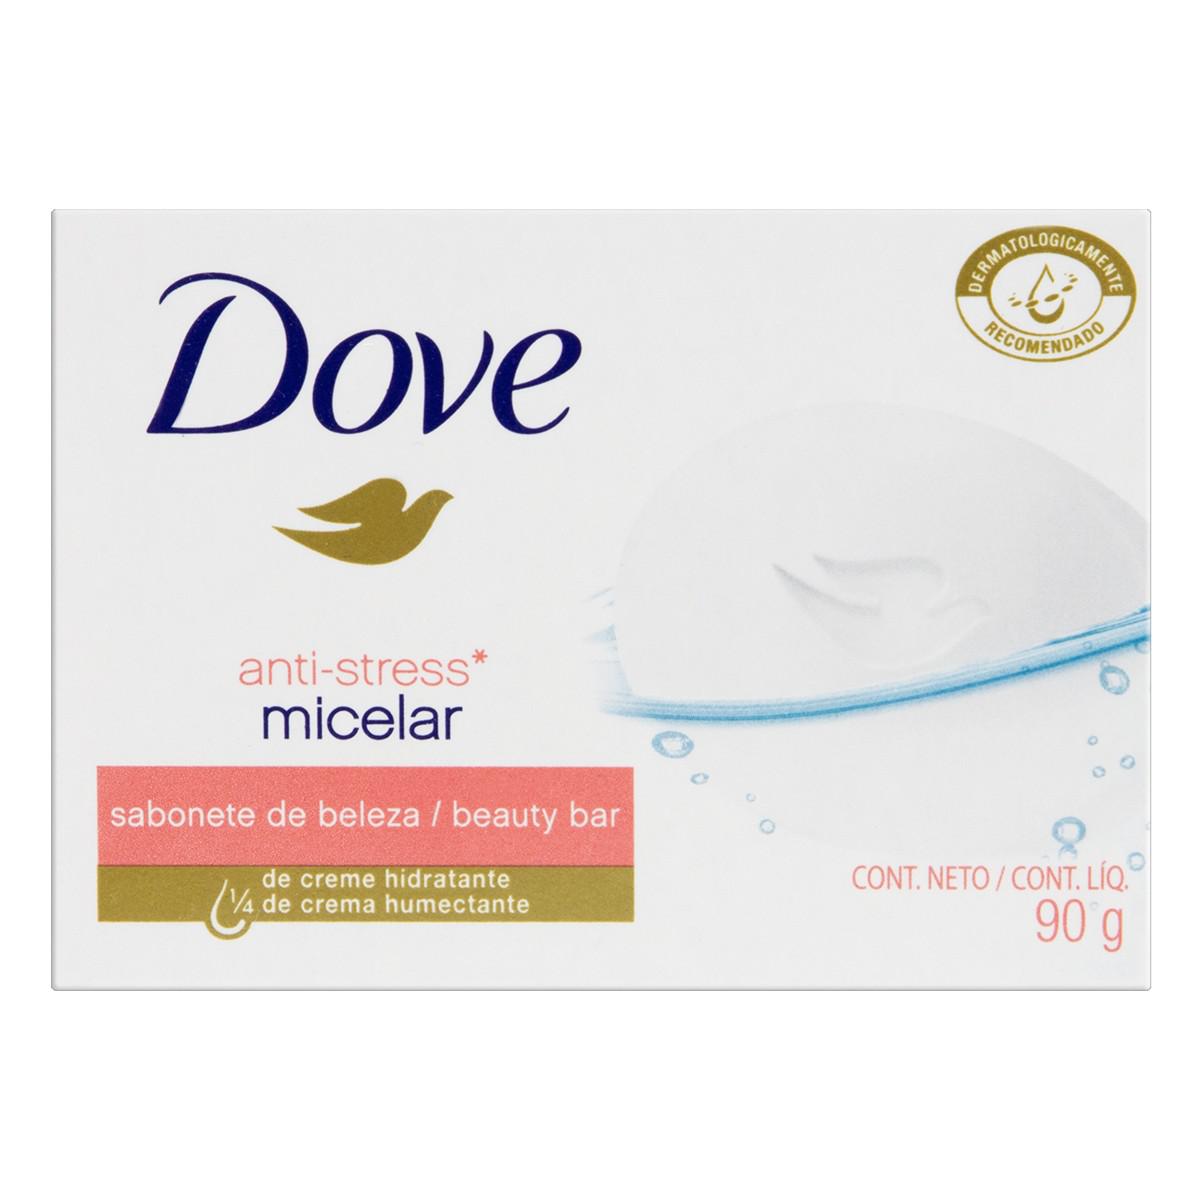 DERMATOLOGICAMENTE
RECOMENDADO
Dove
anti-stress*
micelar
sabonete de beleza / beauty bar
1/4 de creme hidratante
de crema humectante
CONT. NETO / CONT. LÍQ.
90 g